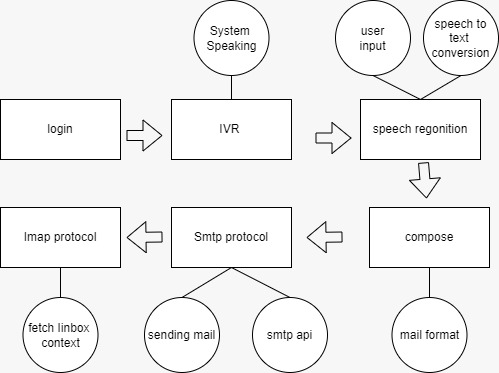 System
Speaking
user
input
speech to
text
conversion
login
IVR
speech regonition
Imap protocol
Smtp protocol
compose
fetch linbox
context
sending mail
smtp api
mail format